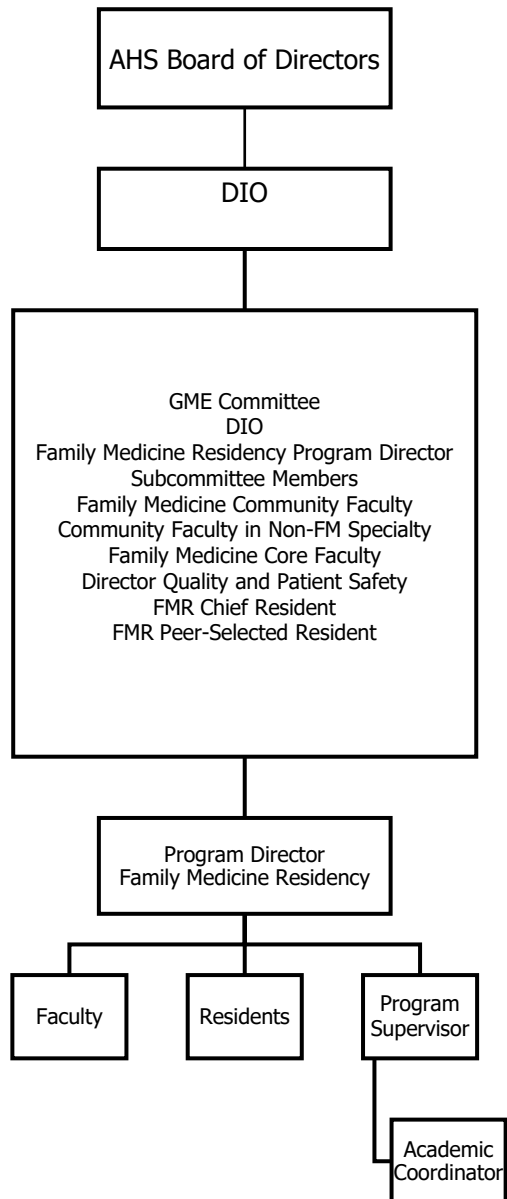 AHS Board of Directors
DIO
GME Committee
DIO
Family Medicine Residency Program Director
Subcommittee Members
Family Medicine Community Faculty
Community Faculty in Non-FM Specialty
Family Medicine Core Faculty
Director Quality and Patient Safety
FMR Chief Resident
FMR Peer-Selected Resident
Program Director
Family Medicine Residency
Faculty
Residents
Program
Supervisor
Academic
Coordinator